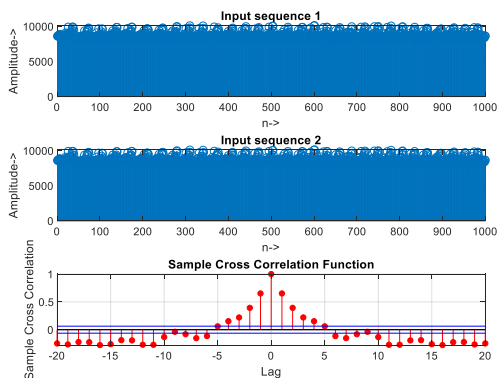 Input sequence 1
Amplitude->
10000
5000
0
0 100 200 300 400 500 600 700 800 900 1000
n->
Input sequence 2
Amplitude->
10000
5000
0
0 100 200 300 400 500 600 700 800 900 1000
n->
Sample Cross Correlation Function
Sample Cross Correlation
1
0.5
0
-20 -15 -10 -5 0 5 10 15 20
Lag